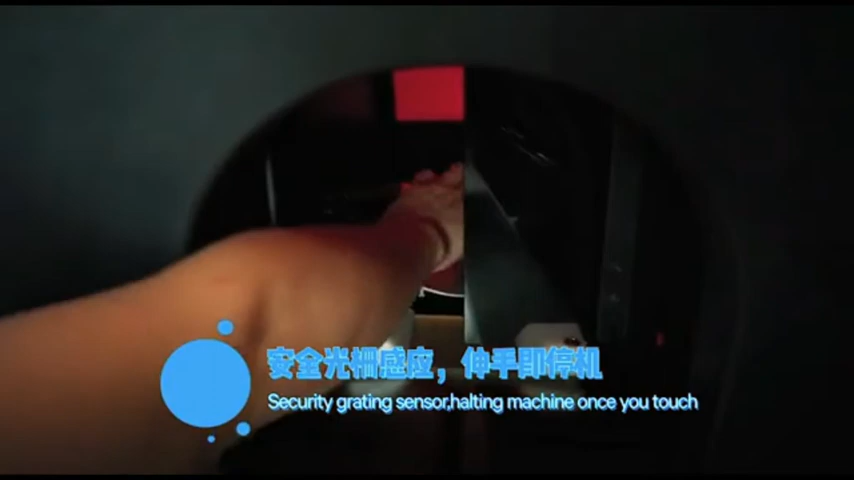 安全光栅感应，伸手即停机
Security grating sensor,halting machine once you touch